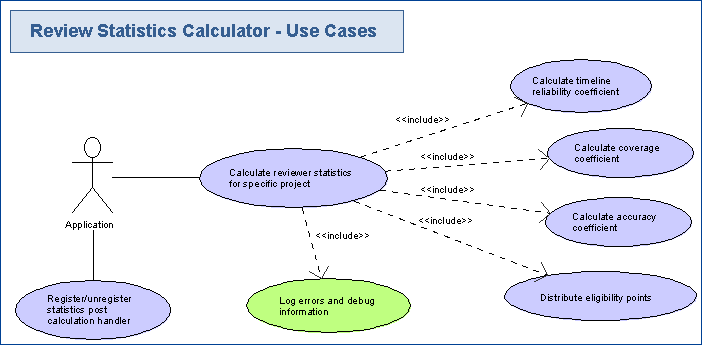 Review Statistics Calculator - Use Cases
Calculate timeline
reliability coefficient
<<include>>
Calculate coverage
coefficient
<<include>>
Calculate reviewer statistics
for specific project
<<include>>
Calculate accuracy
coefficient
<<include>>
Application
<<include>>
Register/unregister
statistics post
calculation handler
Log errors and debug
information
Distribute eligibility points